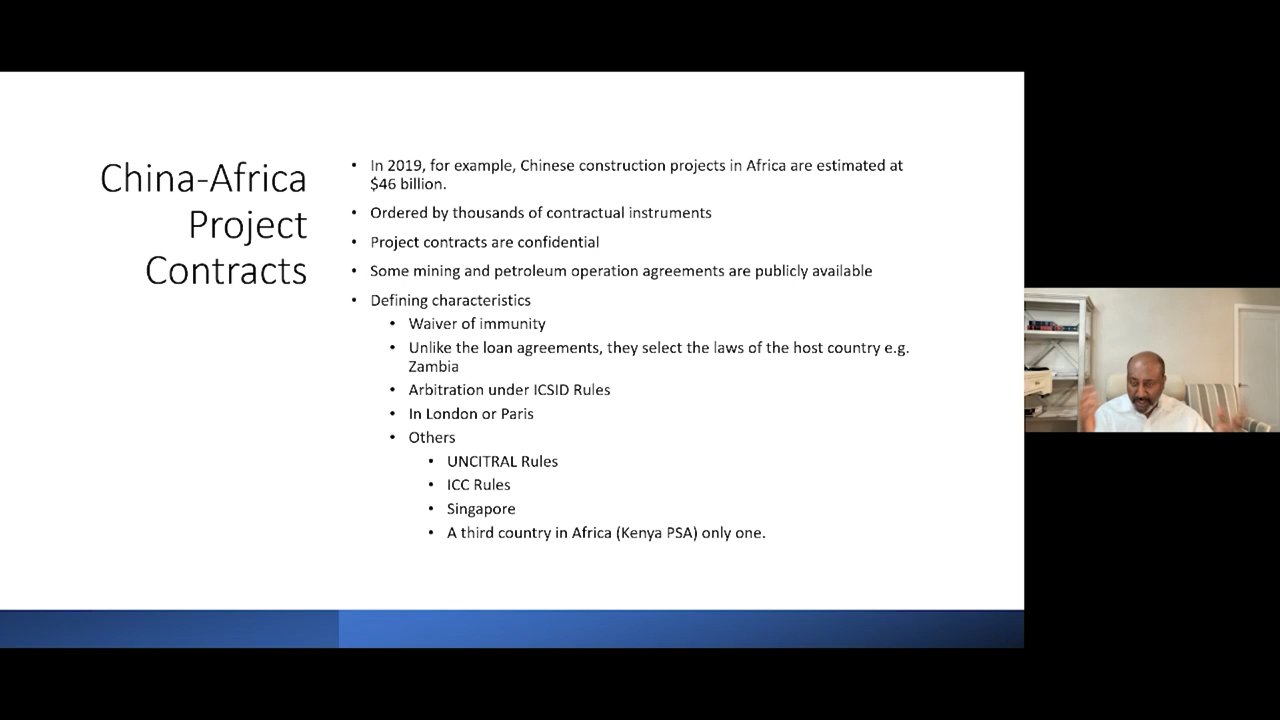 China-Africa
Project
Contracts
• In 2019, for example, Chinese construction projects in Africa are estimated at
$46 billion.
• Ordered by thousands of contractual instruments
• Project contracts are confidential
• Some mining and petroleum operation agreements are publicly available
• Defining characteristics
• Waiver of immunity
• Unlike the loan agreements, they select the laws of the host country e.g.
Zambia
• Arbitration under ICSID Rules
• In London or Paris
• Others
• UNCITRAL Rules
• ICC Rules
• Singapore
• A third country in Africa (Kenya PSA) only one.